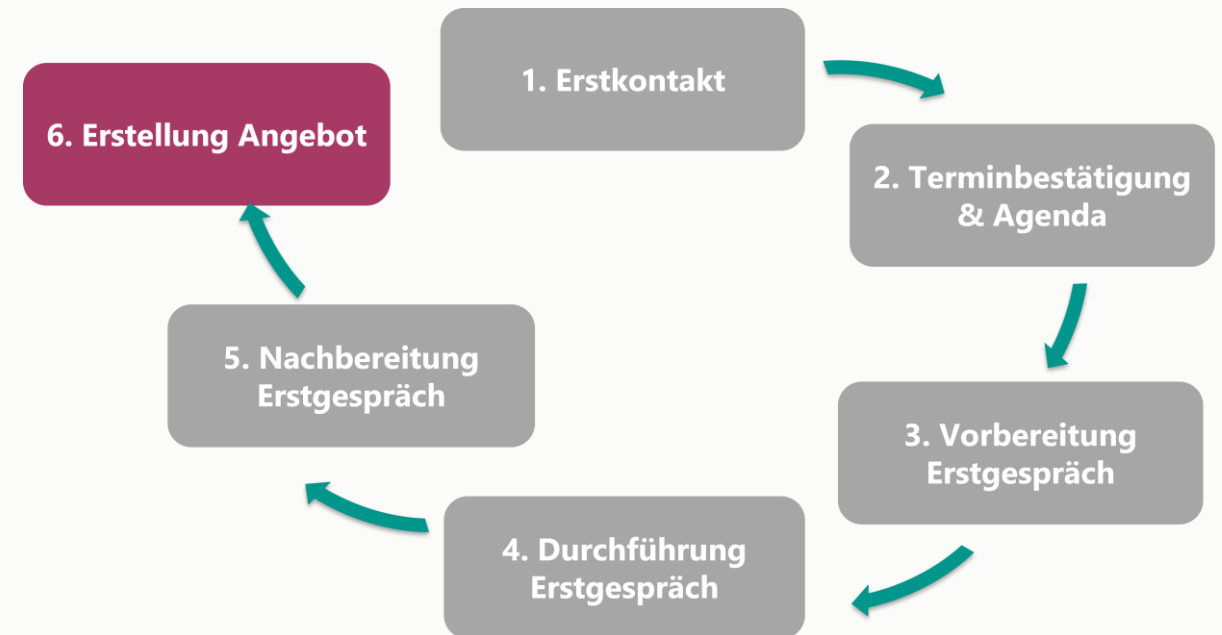 1. Erstkontakt
2. Terminbestätigung
& Agenda
3. Vorbereitung
Erstgespräch
4. Durchführung
Erstgespräch
5. Nachbereitung
Erstgespräch
6. Erstellung Angebot